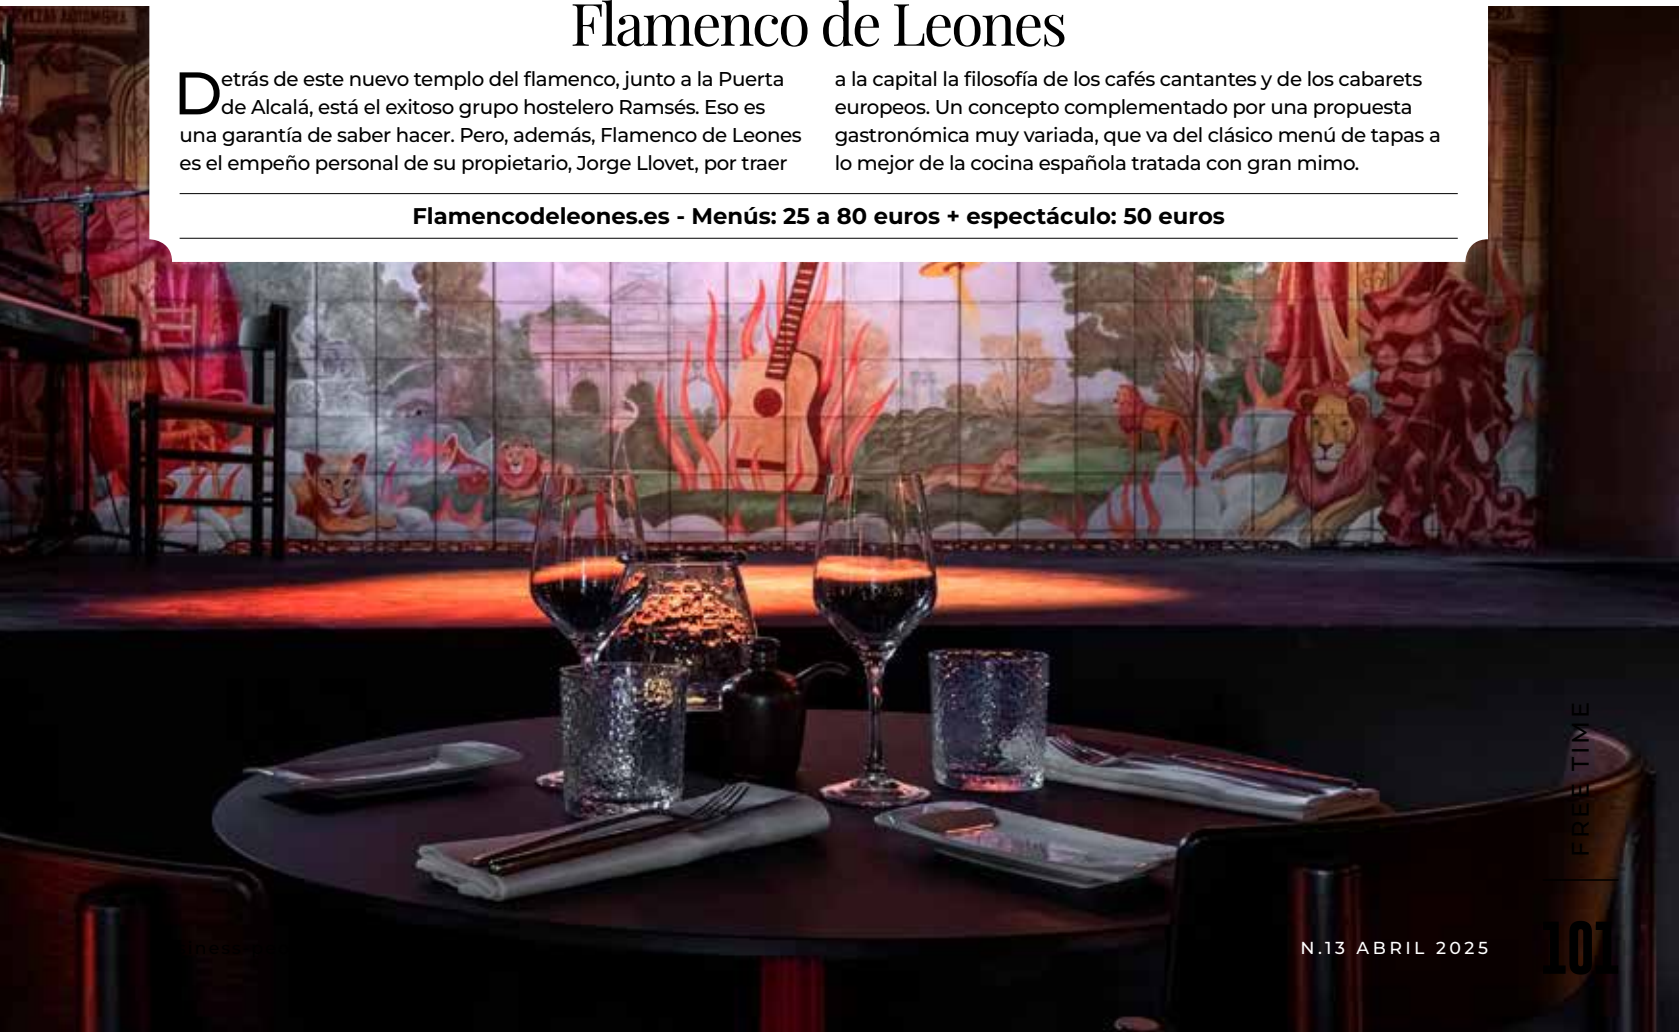 Flamenco de Leones
Detrás de este nuevo templo del flamenco, junto a la Puerta
de Alcalá, está el exitoso grupo hostelero Ramsés. Eso es
una garantía de saber hacer. Pero, además, Flamenco de Leones
es el empeño personal de su propietario, Jorge Llovet, por traer
a la capital la filosofía de los cafés cantantes y de los cabarets
europeos. Un concepto complementado por una propuesta
gastronómica muy variada, que va del clásico menú de tapas a
lo mejor de la cocina española tratada con gran mimo.
Flamencodeleones.es - Menús: 25 a 80 euros + espectáculo: 50 euros
FREE TIME
N.13 ABRIL 2025
101